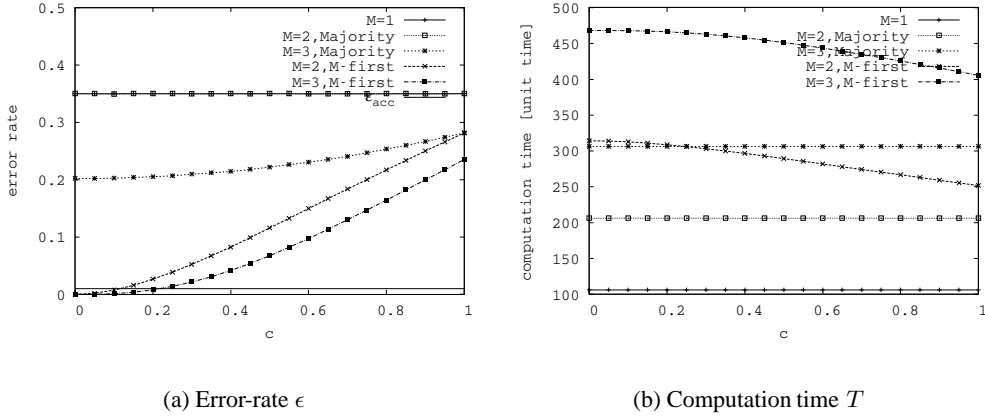 0.5
0.4
0.3
0.2
0.1
0
error rate
M=1
M=2,Majority
M=3,Majority
M=2,M-first
M=3,M-first
ϵacc
0 0.2 0.4 0.6 0.8 1
c
500
450
400
350
300
250
200
150
100
computation time [unit time]
M=1
M=2,Majority
M=3,Majority
M=2,M-first
M=3,M-first
0 0.2 0.4 0.6 0.8 1
c
(a) Error-rate ϵ
(b) Computation time T